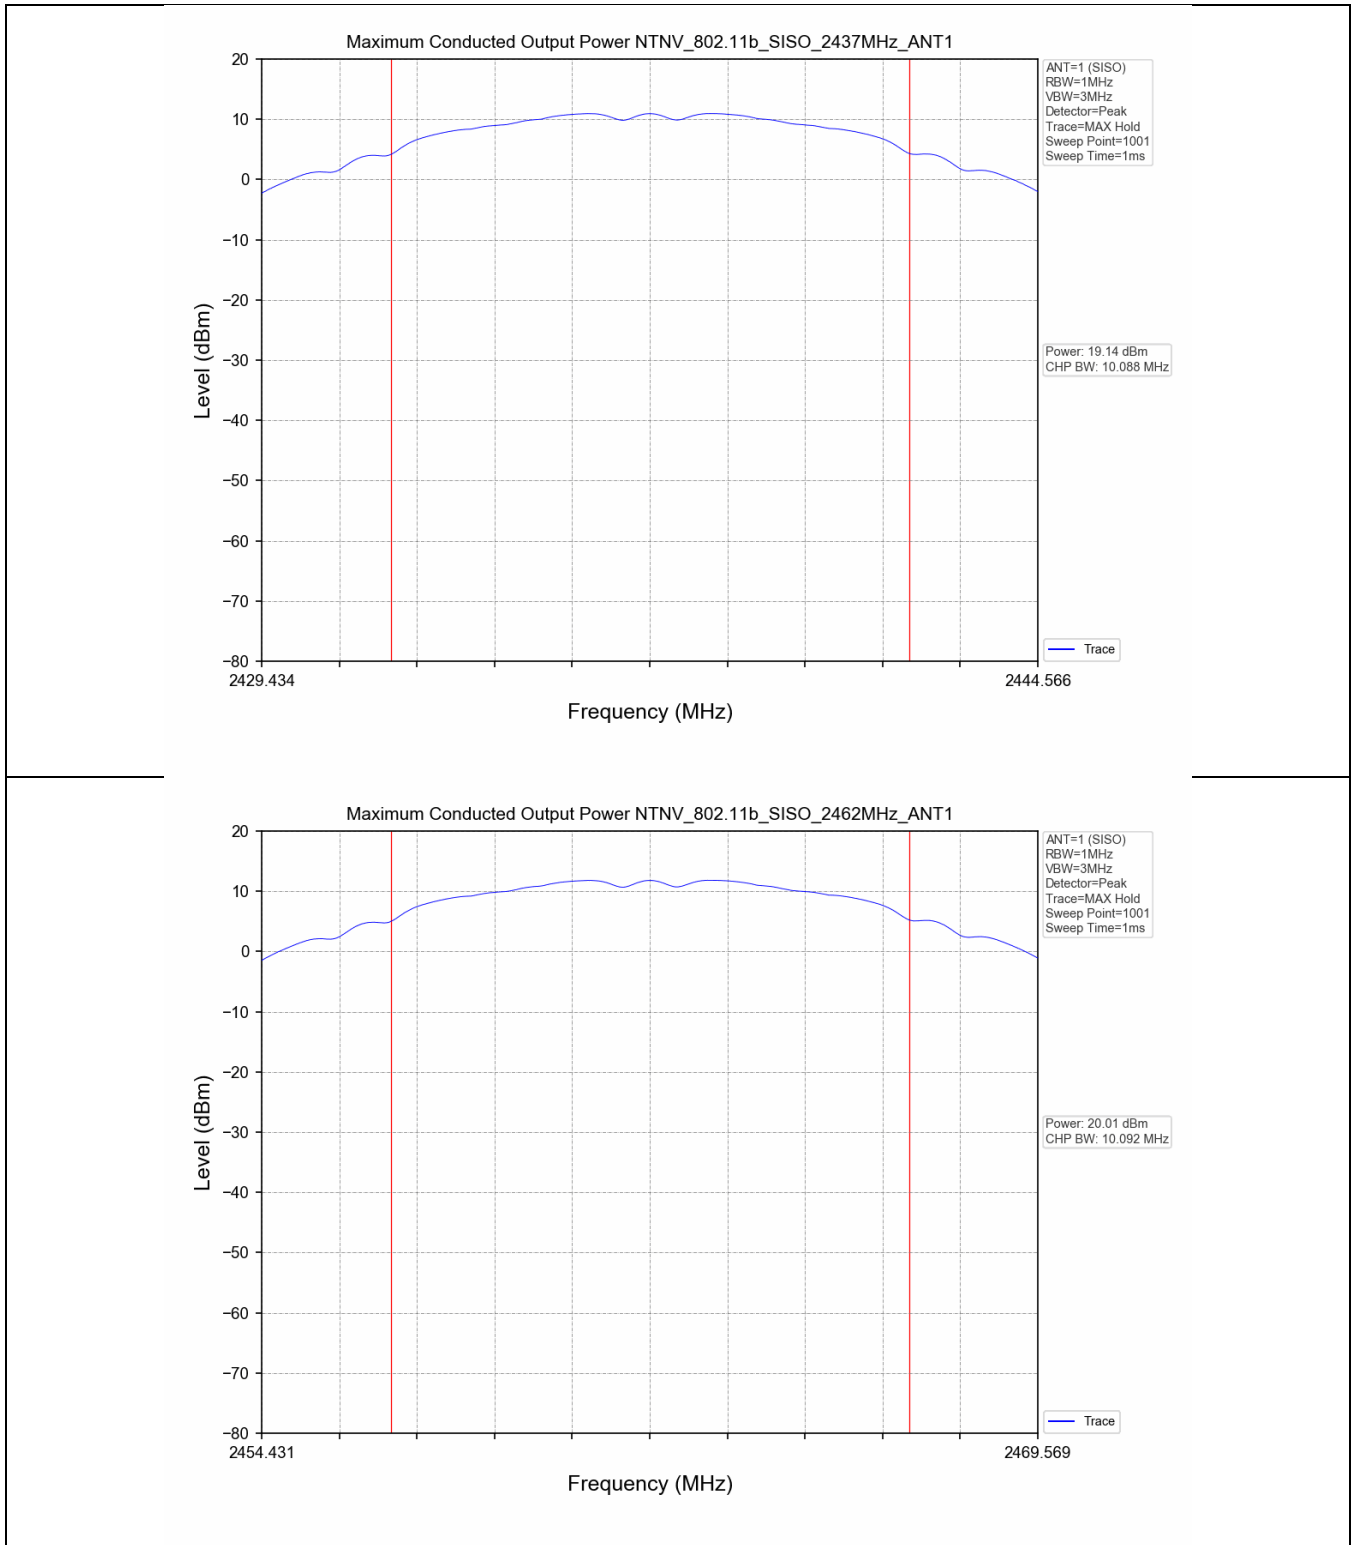 Maximum Conducted Output Power NTNV_802.11b_SISO_2437MHz_ANT1
20
10
0
−10
−20
−30
−40
−50
−60
−70
−80
Level (dBm)
2429.434
2444.566
Frequency (MHz)
ANT=1 (SISO)
RBW=1MHz
VBW=3MHz
Detector=Peak
Trace=MAX Hold
Sweep Point=1001
Sweep Time=1ms
Power: 19.14 dBm
CHP BW: 10.088 MHz
Trace
Maximum Conducted Output Power NTNV_802.11b_SISO_2462MHz_ANT1
20
10
0
−10
−20
−30
−40
−50
−60
−70
−80
Level (dBm)
2454.431
2469.569
Frequency (MHz)
ANT=1 (SISO)
RBW=1MHz
VBW=3MHz
Detector=Peak
Trace=MAX Hold
Sweep Point=1001
Sweep Time=1ms
Power: 20.01 dBm
CHP BW: 10.092 MHz
Trace